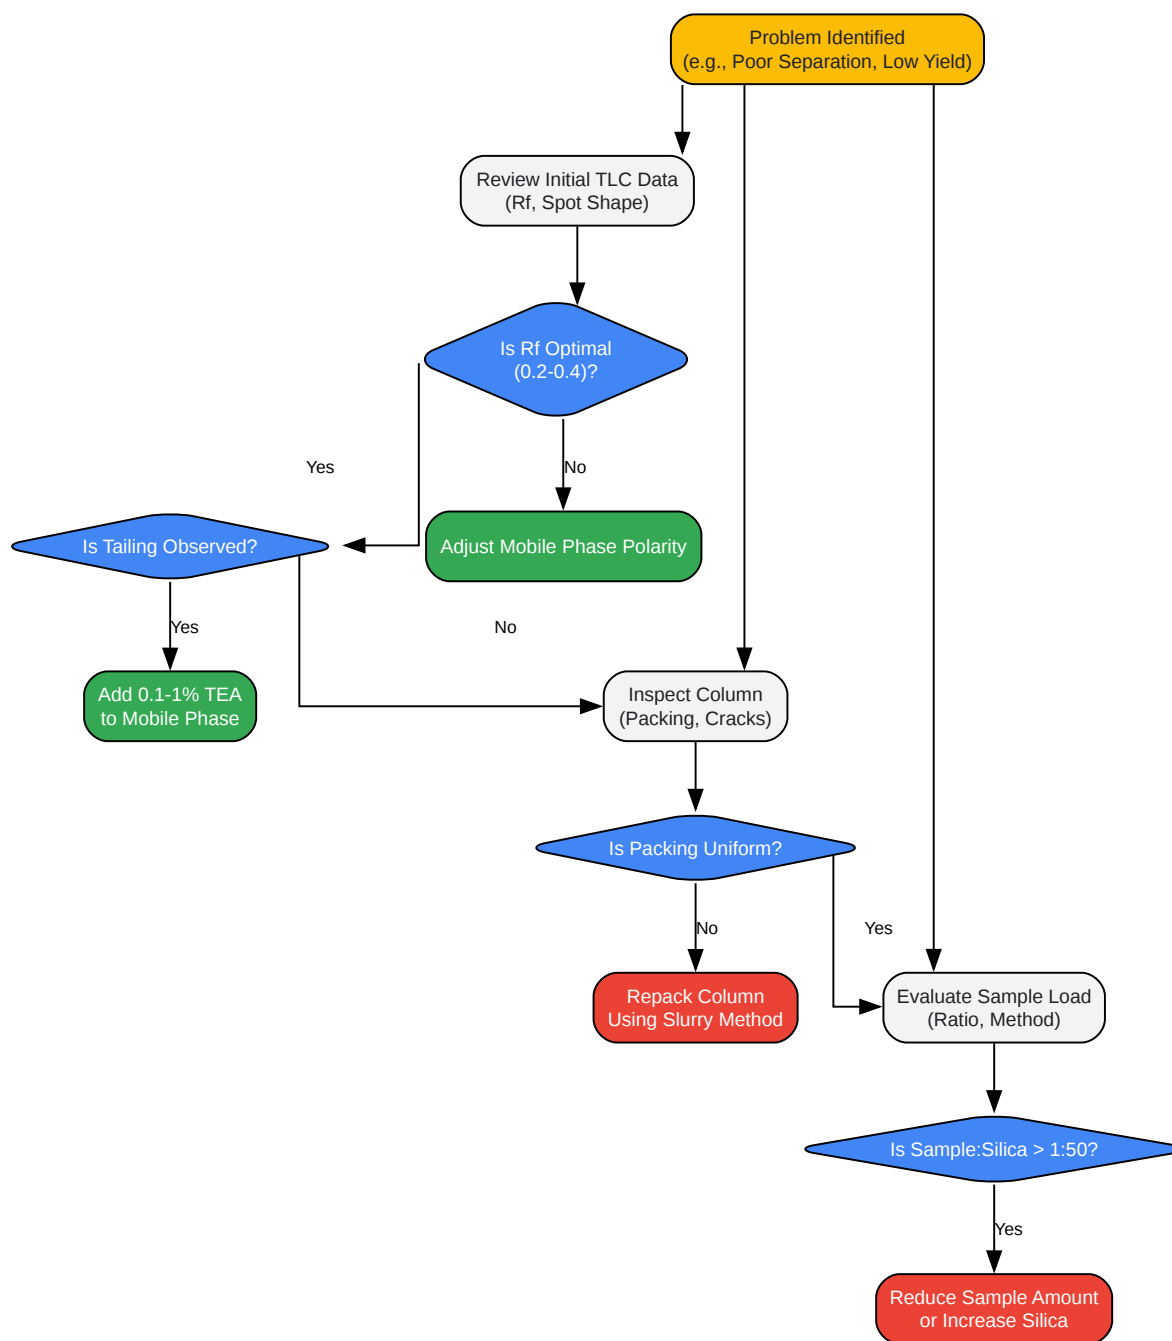 Problem Identified
(e.g., Poor Separation, Low Yield)
Review Initial TLC Data
(Rf, Spot Shape)
Is Rf Optimal
(0.2-0.4)?
Yes
No
Is Tailing Observed?
Adjust Mobile Phase Polarity
Yes
No
Add 0.1-1% TEA
to Mobile Phase
Inspect Column
(Packing, Cracks)
Is Packing Uniform?
No
Yes
Repack Column
Using Slurry Method
Evaluate Sample Load
(Ratio, Method)
Is Sample:Silica > 1:50?
Yes
Reduce Sample Amount
or Increase Silica